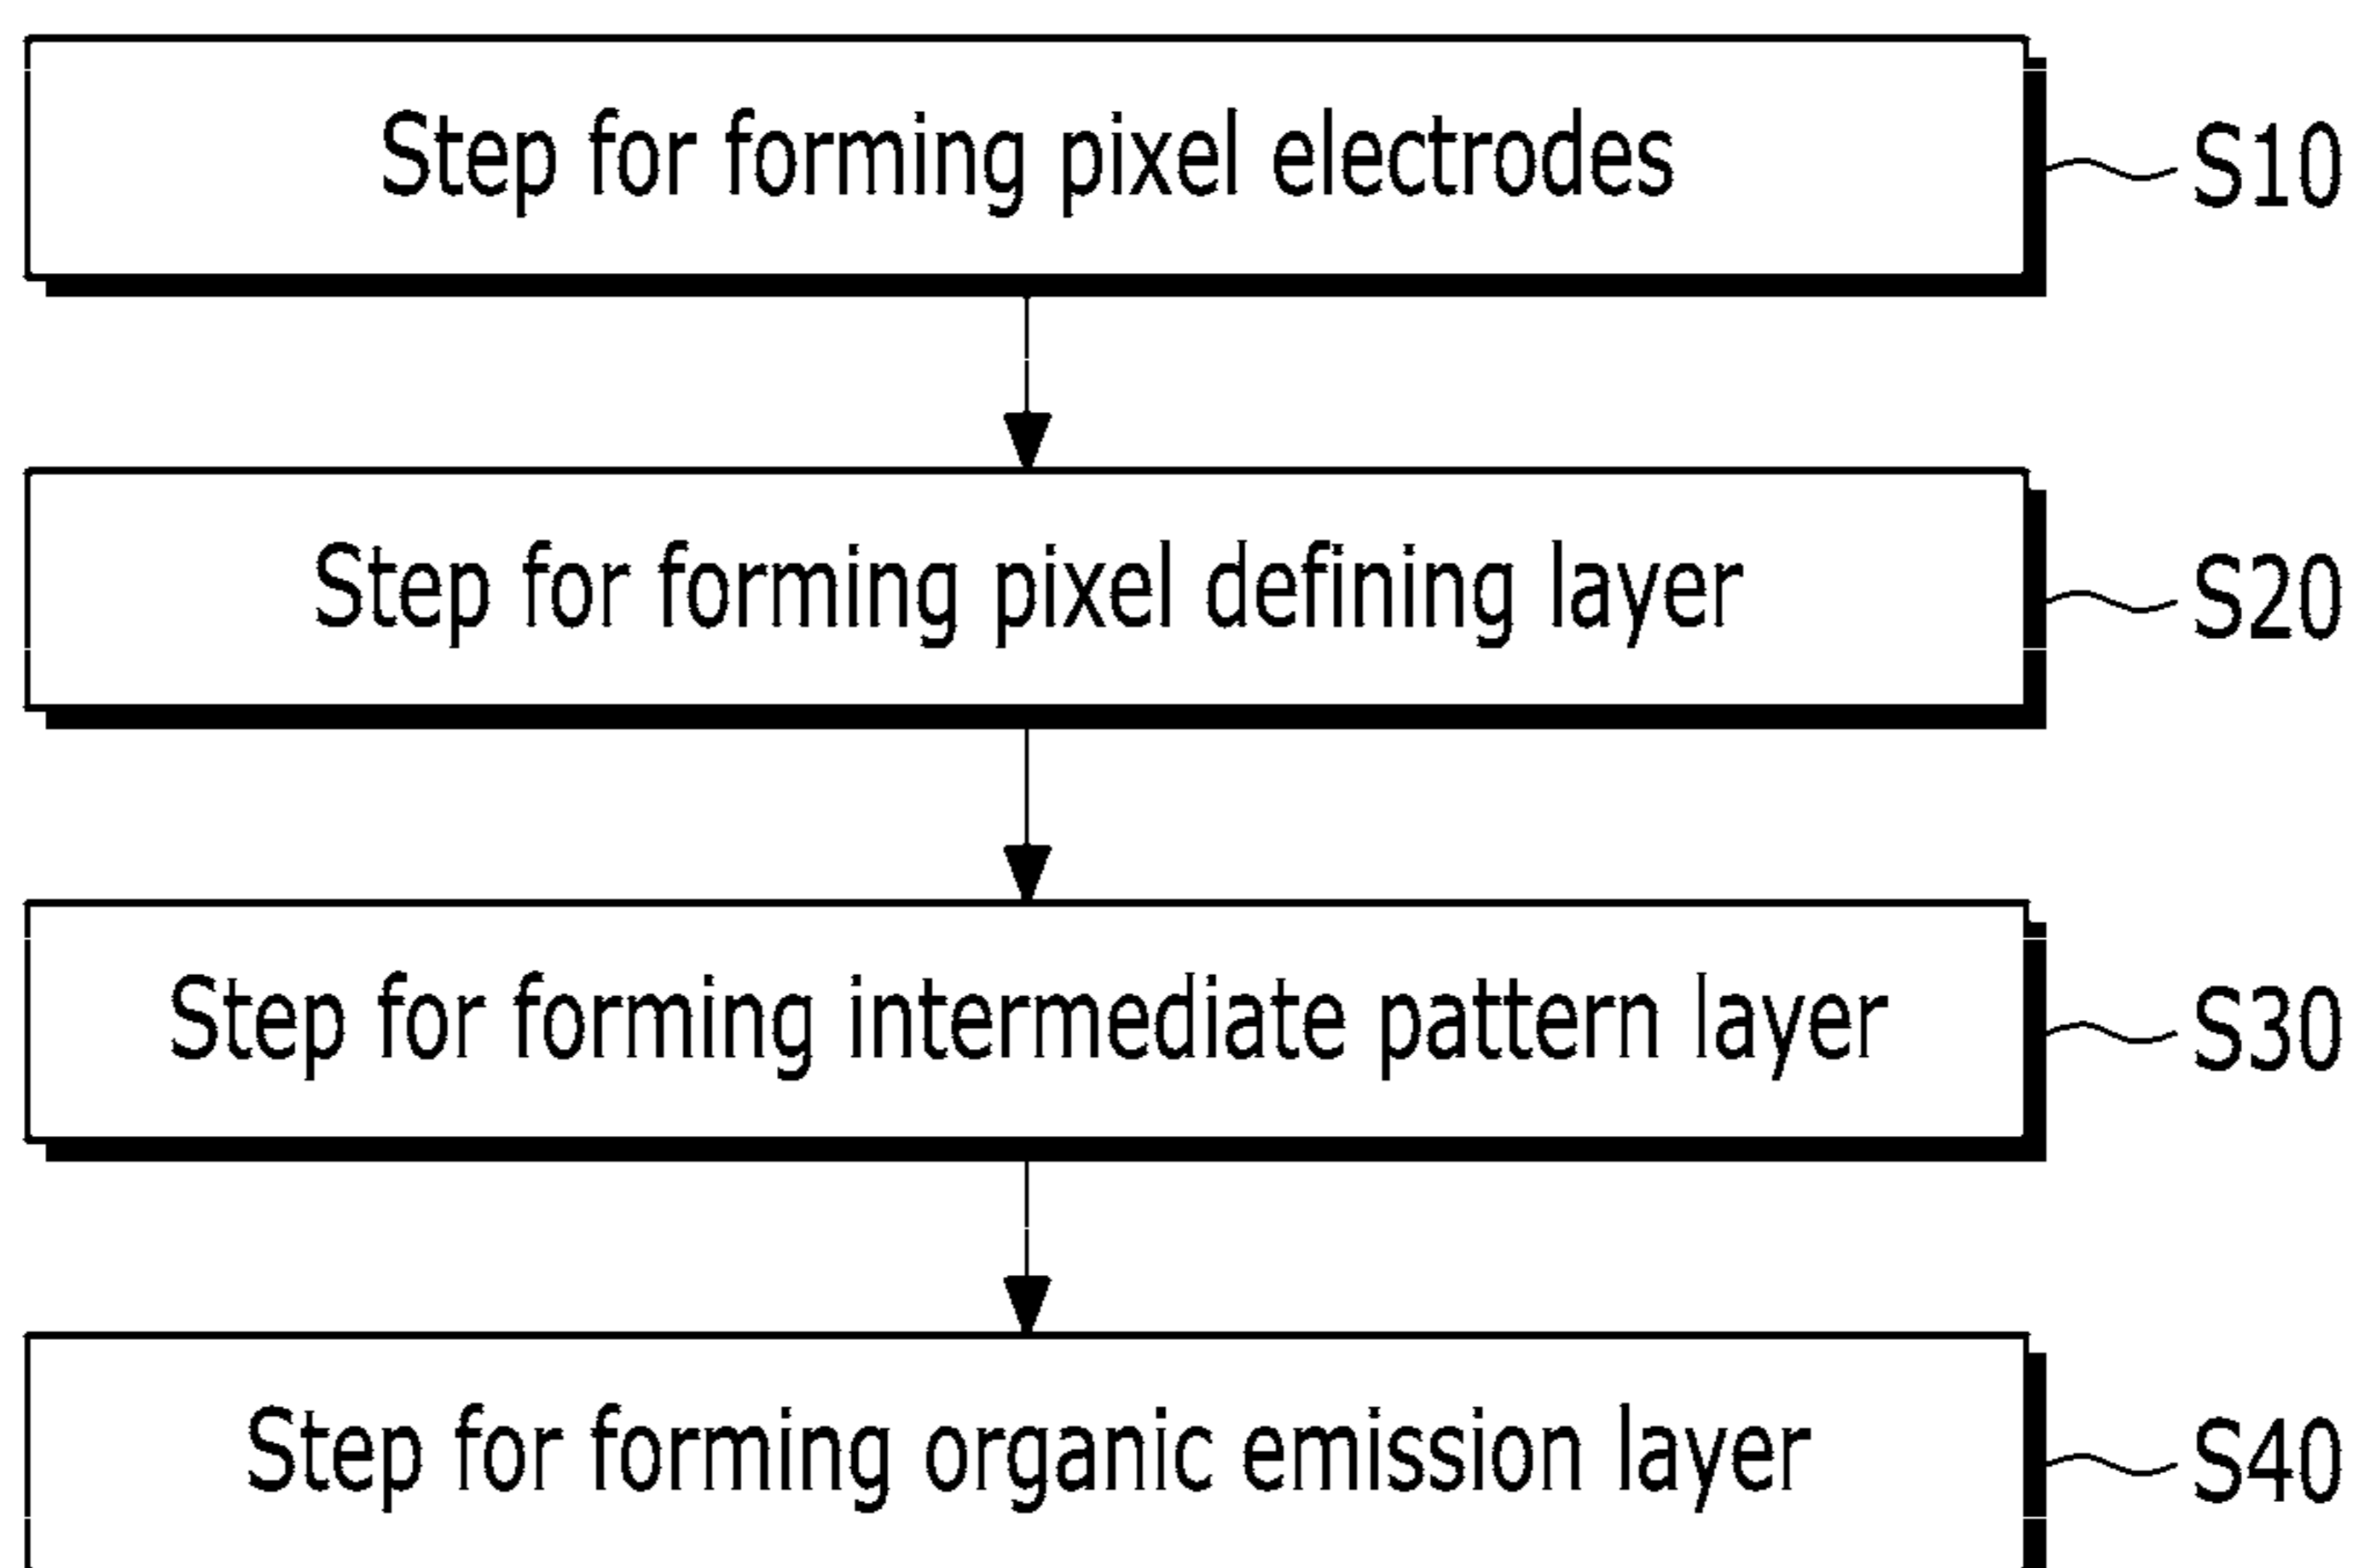 Step for forming pixel electrodes S10
Step for forming pixel defining layer S20
Step for forming intermediate pattern layer S30
Step for forming organic emission layer S40